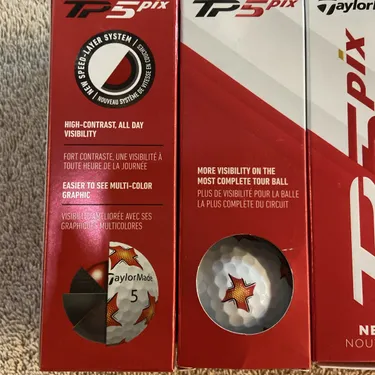 TP5pix
NEW SPEED-LAYER SYSTEM
NOUVEAU SYSTÈME DE VITESSE EN COUCHES
HIGH-CONTRAST, ALL DAY
VISIBILITY
FORT CONTRASTE, UNE VISIBILITÉ À
TOUTE HEURE DE LA JOURNÉE
EASIER TO SEE MULTI-COLOR
GRAPHIC
VISIBILITÉ AMÉLIORÉE AVEC SES
GRAPHIQUES MULTICOLORES
TaylorMade
5
TP5pix
MORE VISIBILITY ON
THE MOST COMPLETE TOUR BALL
PLUS DE VISIBILITÉ POUR LA BALLE
LA PLUS COMPLÈTE DU CIRCUIT
TaylorMa
TP5pix
NE
NOU